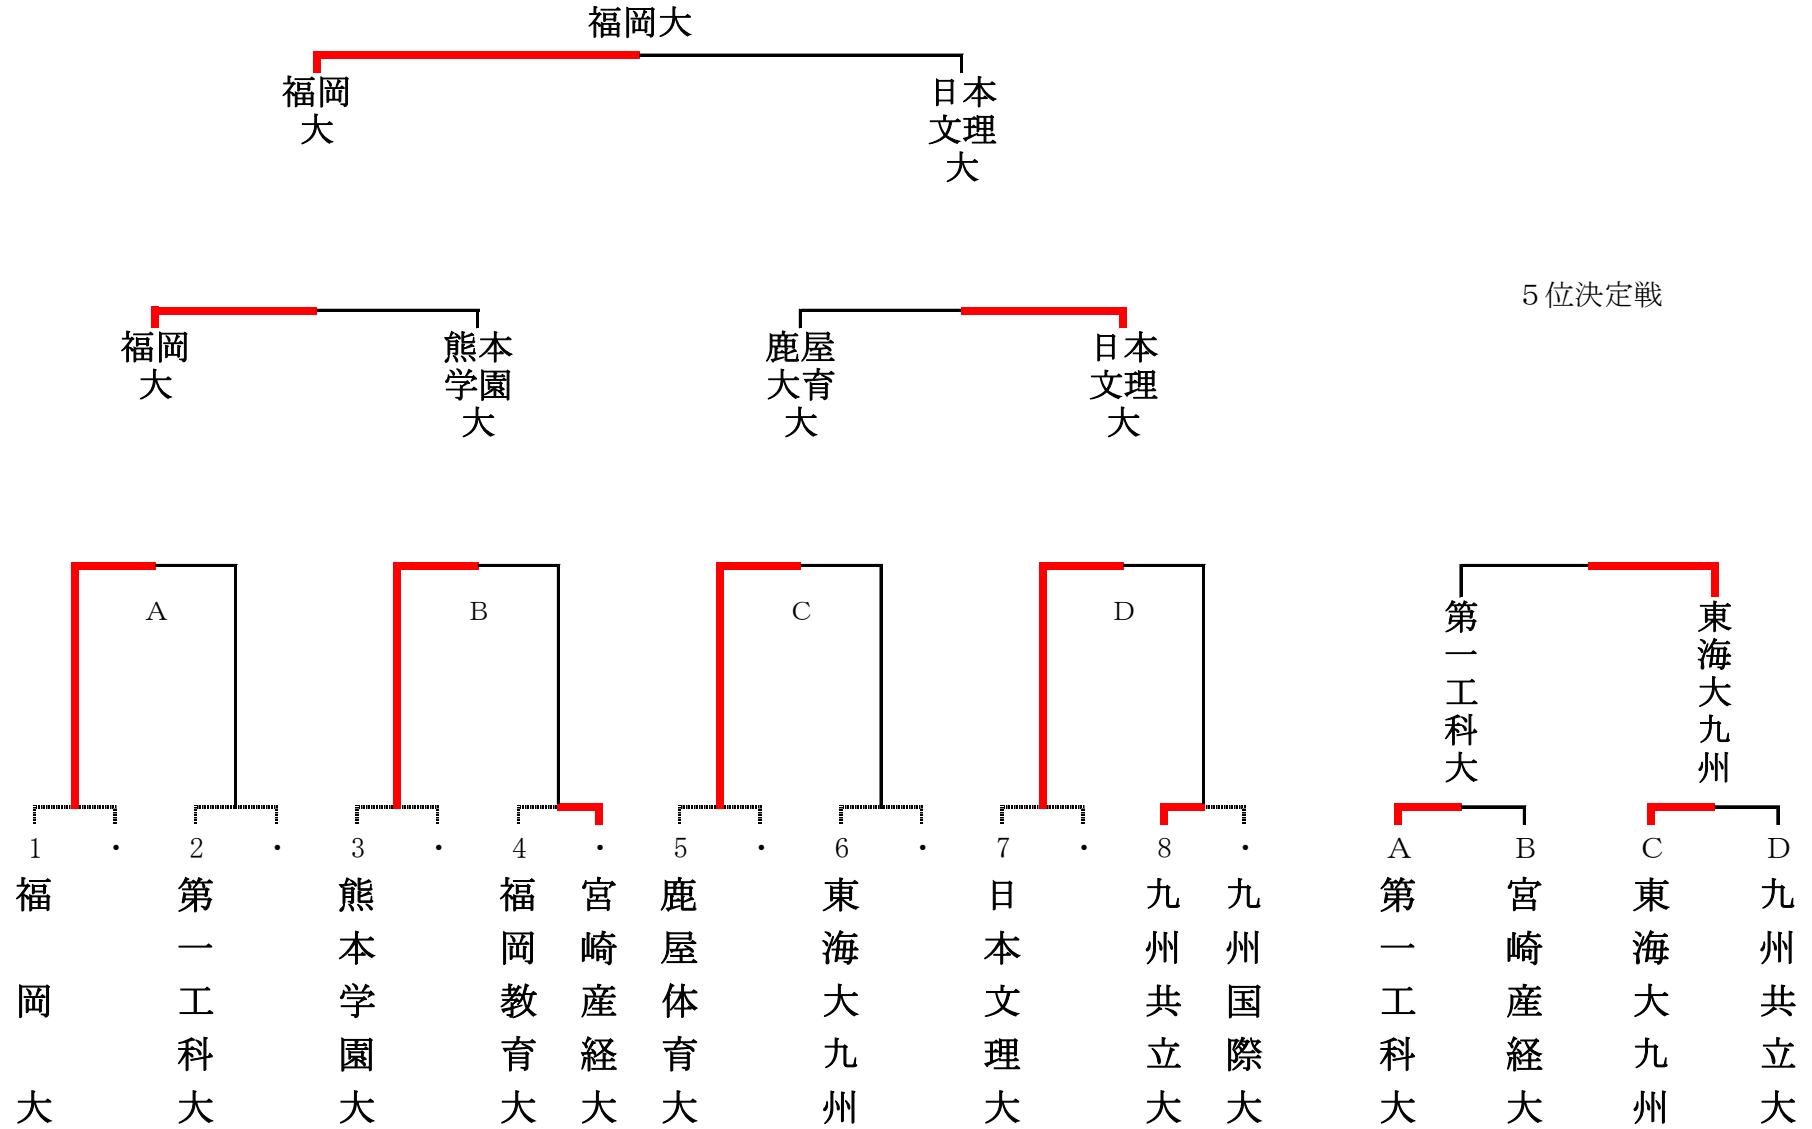 福岡大
福岡
大
日本
文理
大
５位決定戦
福岡
大
熊本
学園
大
鹿屋
大育
大
日本
文理
大
A
B
C
D
第一工科大
東海大九州
1 ・ 2 ・ 3 ・ 4 ・ 5 ・ 6 ・ 7 ・ 8 ・ A B C D
福岡大
第一工科大
熊本学園大
福岡教育大
宮崎産経大
鹿屋体育大
東海大九州
日本文理大
九州共立大
九州国際大
第一工科大
宮崎産経大
東海大九州
九州共立大